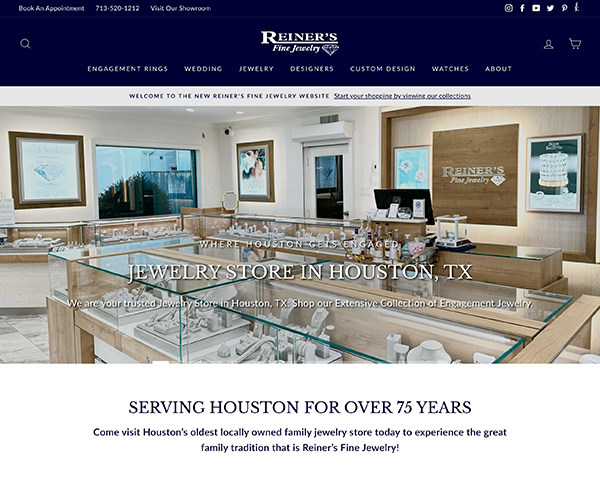 Book An Appointment 713-520-1212 Visit Our Showroom
REINER'S
Fine Jewelry
ENGAGEMENT RINGS WEDDING JEWELRY DESIGNERS CUSTOM DESIGN WATCHES ABOUT
WELCOME TO THE NEW REINER'S FINE JEWELRY WEBSITE Start your shopping by viewing our collections
REINER'S
Fine Jewelry
WHERE HOUSTON GETS ENGAGED
JEWELRY STORE IN HOUSTON, TX
We are your trusted Jewelry Store in Houston, TX. Shop our Extensive Collection of Engagement Jewelry.
SERVING HOUSTON FOR OVER 75 YEARS
Come visit Houston's oldest locally owned family jewelry store today to experience the great
family tradition that is Reiner's Fine Jewelry!